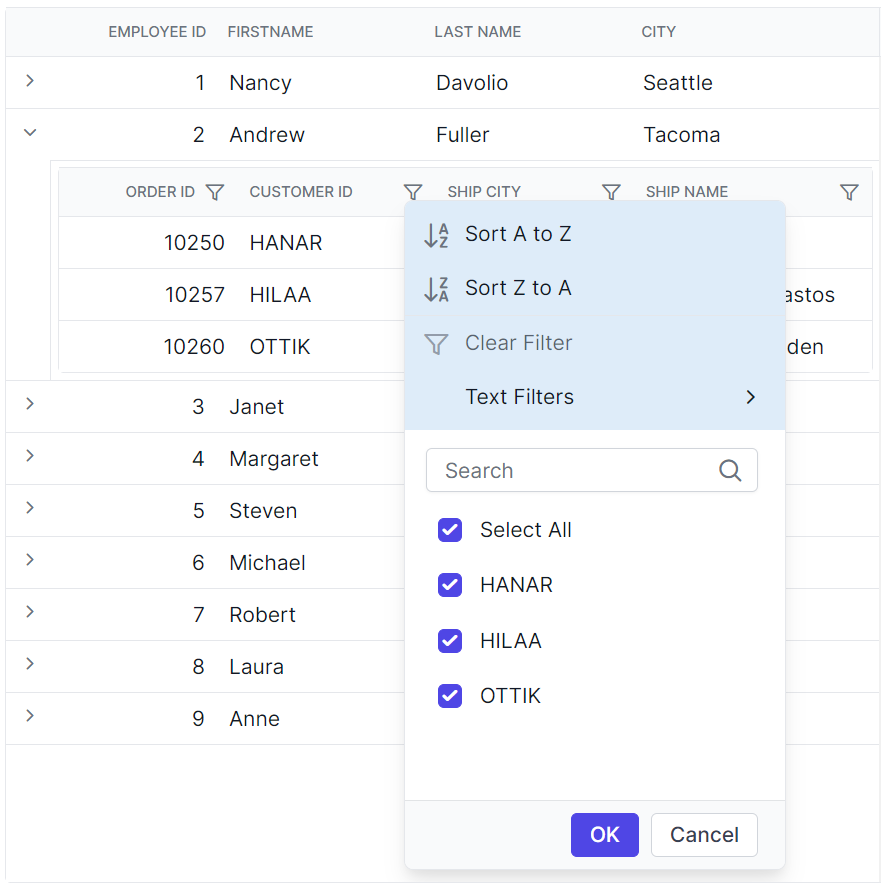 EMPLOYEE ID FIRSTNAME LAST NAME CITY
1 Nancy Davolio Seattle
2 Andrew Fuller Tacoma
ORDER ID CUSTOMER ID SHIP CITY SHIP NAME
10250 HANAR
10257 HILAA astos
10260 OTTIK den
3 Janet
4 Margaret
5 Steven
6 Michael
7 Robert
8 Laura
9 Anne
Sort A to Z
Sort Z to A
Clear Filter
Text Filters
Search
Select All
HANAR
HILAA
OTTIK
OK Cancel